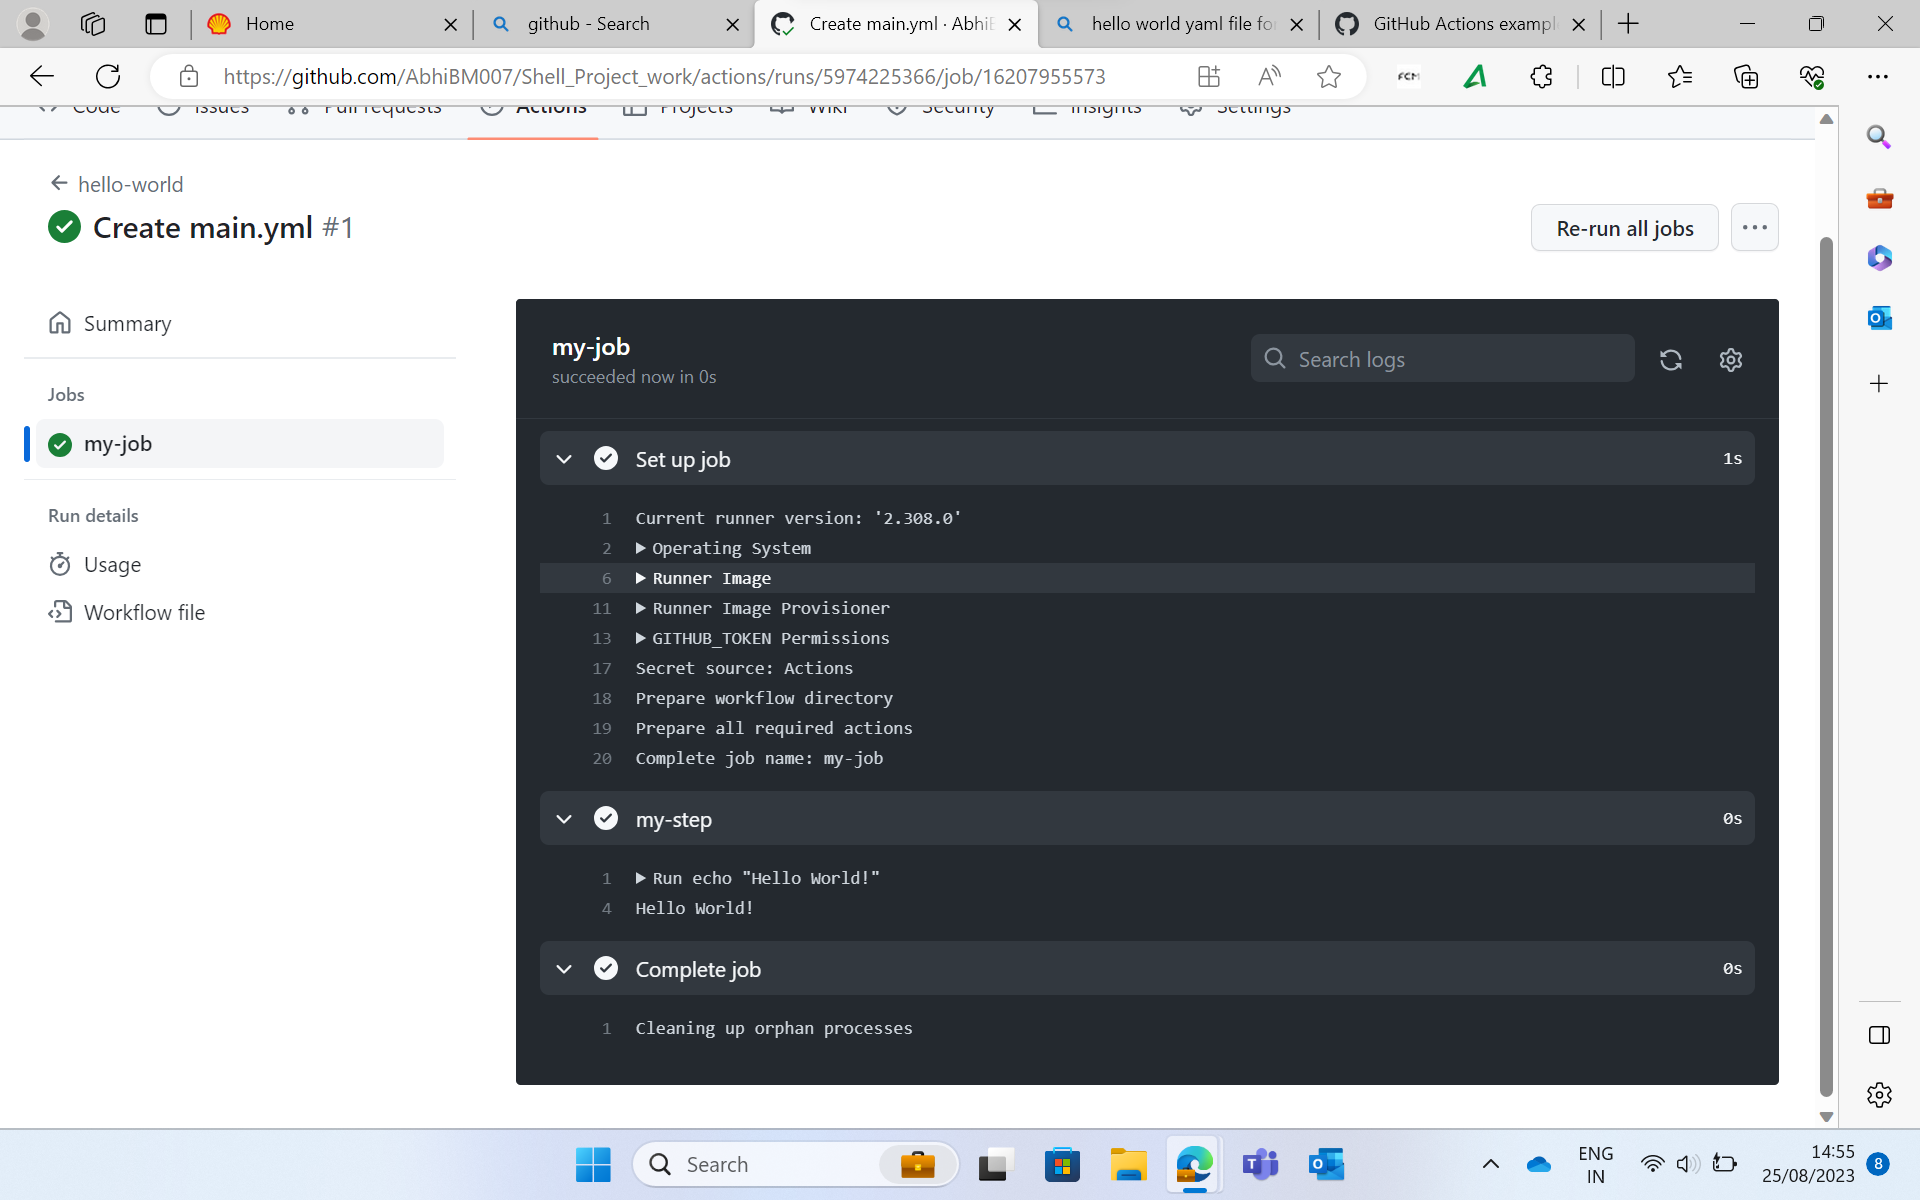 Home
github - Search
Create main.yml · AbhiB
hello world yaml file for
GitHub Actions example
https://github.com/AbhiBM007/Shell_Project_work/actions/runs/5974225366/job/16207955573
FCM
Code Issues Pull requests Actions Projects Wiki Security Insights Settings
hello-world
Create main.yml #1
Re-run all jobs
Summary
Jobs
my-job
Run details
Usage
Workflow file
my-job
succeeded now in 0s
Search logs
Set up job 1s
1 Current runner version: '2.308.0'
2 Operating System
6 Runner Image
11 Runner Image Provisioner
13 GITHUB_TOKEN Permissions
17 Secret source: Actions
18 Prepare workflow directory
19 Prepare all required actions
20 Complete job name: my-job
my-step 0s
1 Run echo "Hello World!"
4 Hello World!
Complete job 0s
1 Cleaning up orphan processes
Search
ENG
IN
14:55
25/08/2023
8